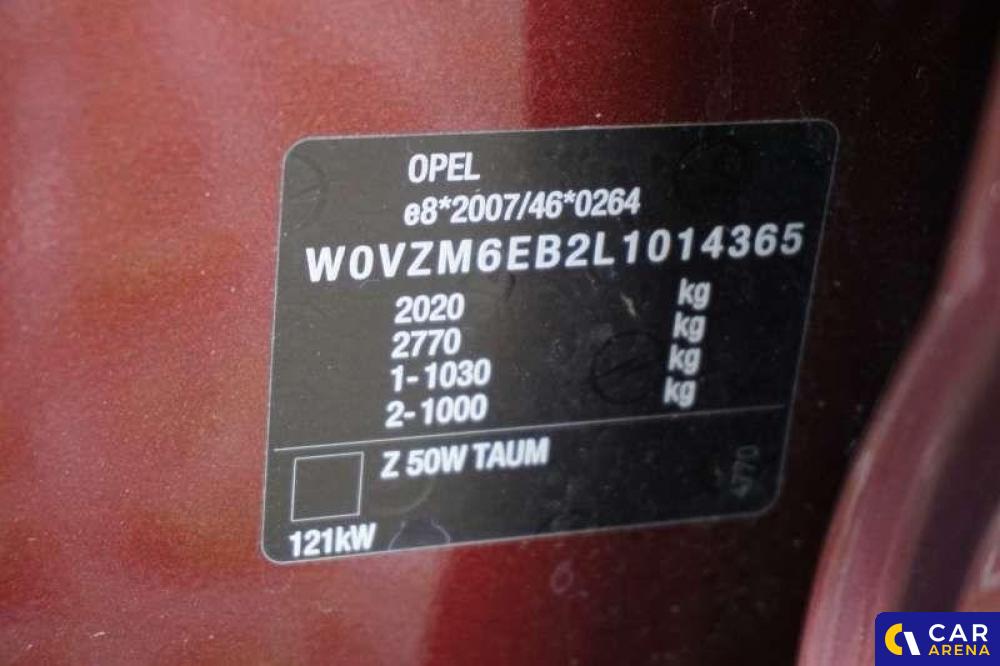 OPEL
e8*2007/46*0264
W0VZM6EB2L1014365
2020 kg
2770 kg
1-1030 kg
2-1000 kg
Z 50W TAUM
4770
121kW
CAR
ARENA